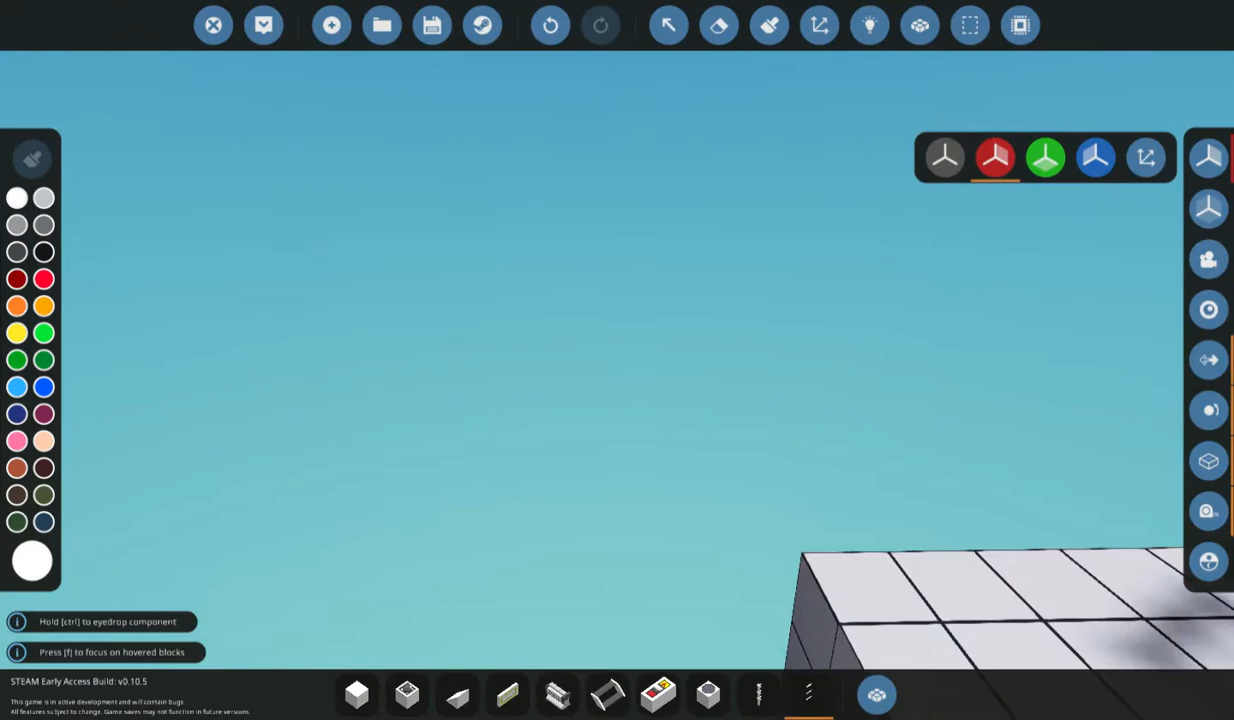 Hold [ctrl] to eyedrop component
Press [f] to focus on hovered blocks
STEAM Early Access Build: v0.10.5
This game is in active development and will contain bugs.
All features subject to change. Game saves may not function in future versions.